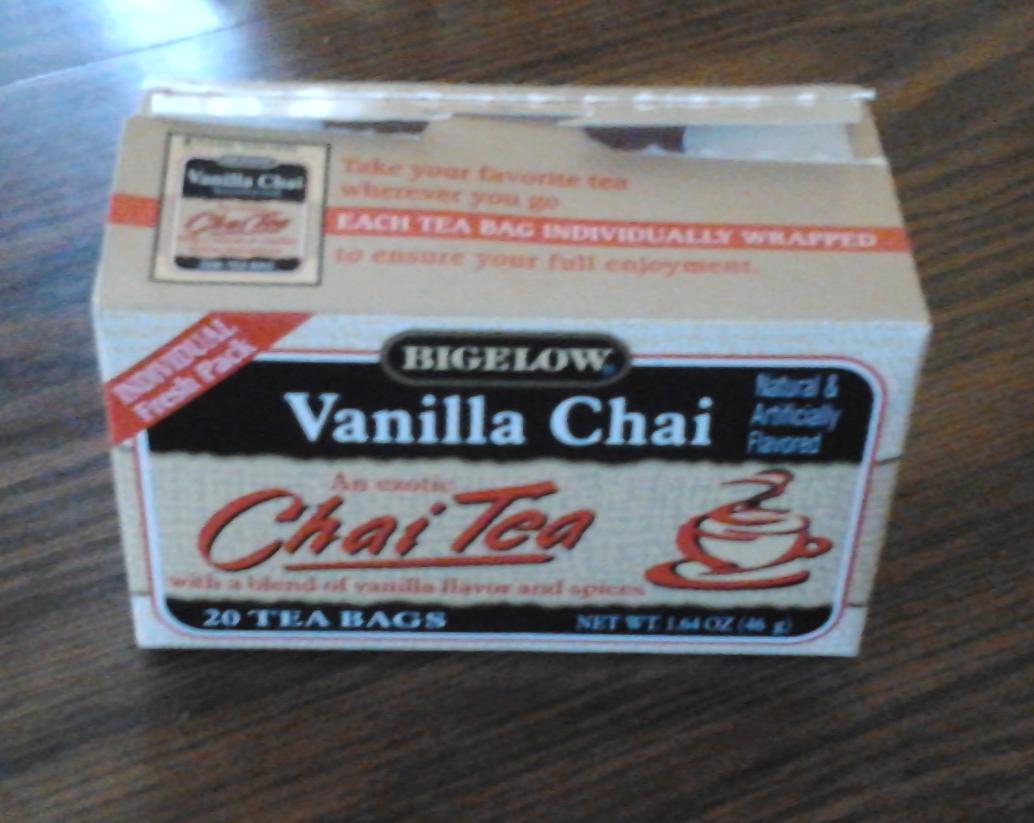 Vanilla Chai
Chai Tea
Take your favorite tea
wherever you go
EACH TEA BAG INDIVIDUALLY WRAPPED
to ensure your full enjoyment.
INDIVIDUAL
Fresh Pack
BIGELOW
Vanilla Chai
Natural &
Artificially
Flavored
An exotic
Chai Tea
with a blend of vanilla flavor and spices
20 TEA BAGS
NET WT. 1.64 OZ (46 g)